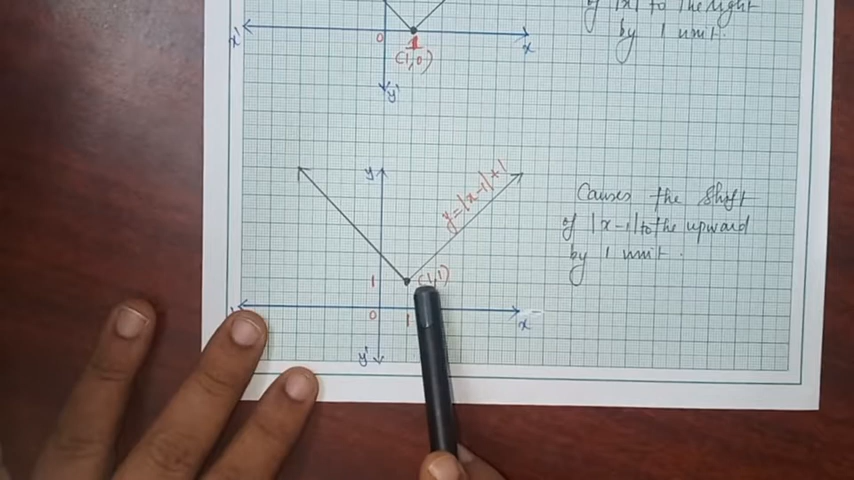 of |x| to the right
by 1 unit.
x'
0
1
x
(1,0)
y'
y
y=|x-1|+1
Causes the shift
of |x-1| to the upward
by 1 unit.
1
(1,1)
0
1
x
y'